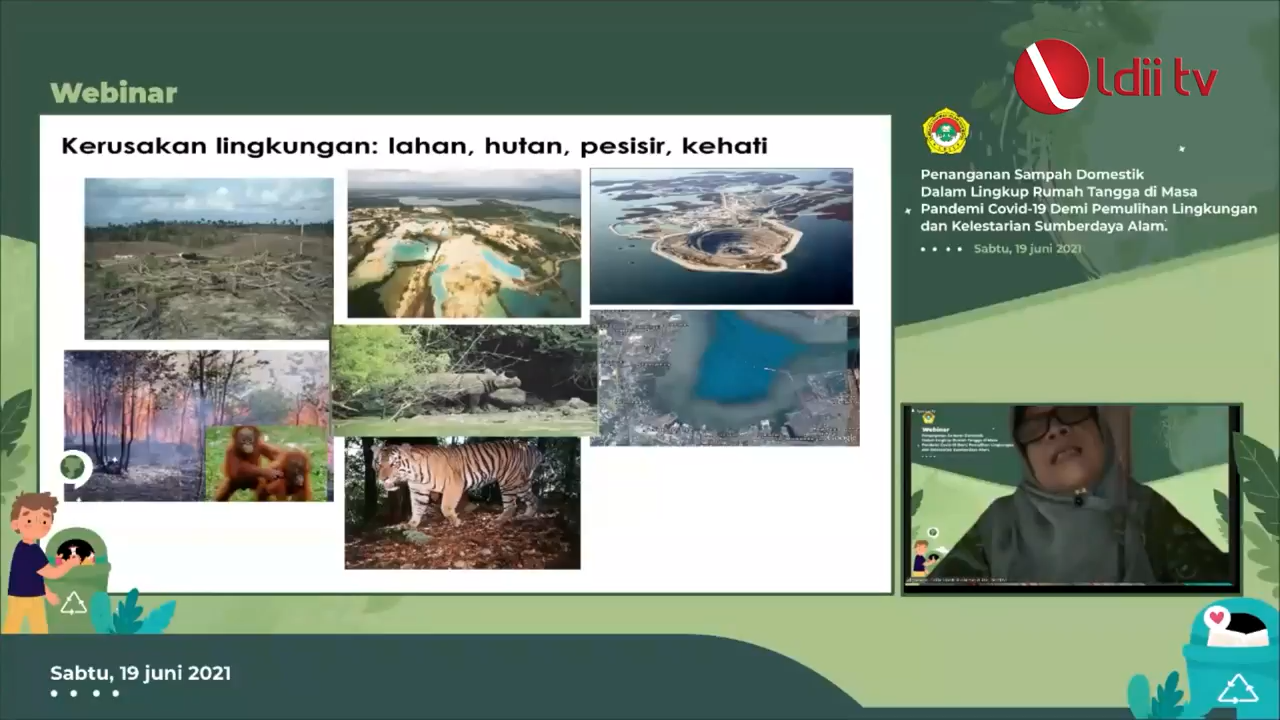 ldii tv
Webinar
Kerusakan lingkungan: lahan, hutan, pesisir, kehati
Penanganan Sampah Domestik
Dalam Lingkup Rumah Tangga di Masa
Pandemi Covid-19 Demi Pemulihan Lingkungan
dan Kelestarian Sumberdaya Alam.
Sabtu, 19 juni 2021
Google
Webinar
Sabtu, 19 juni 2021